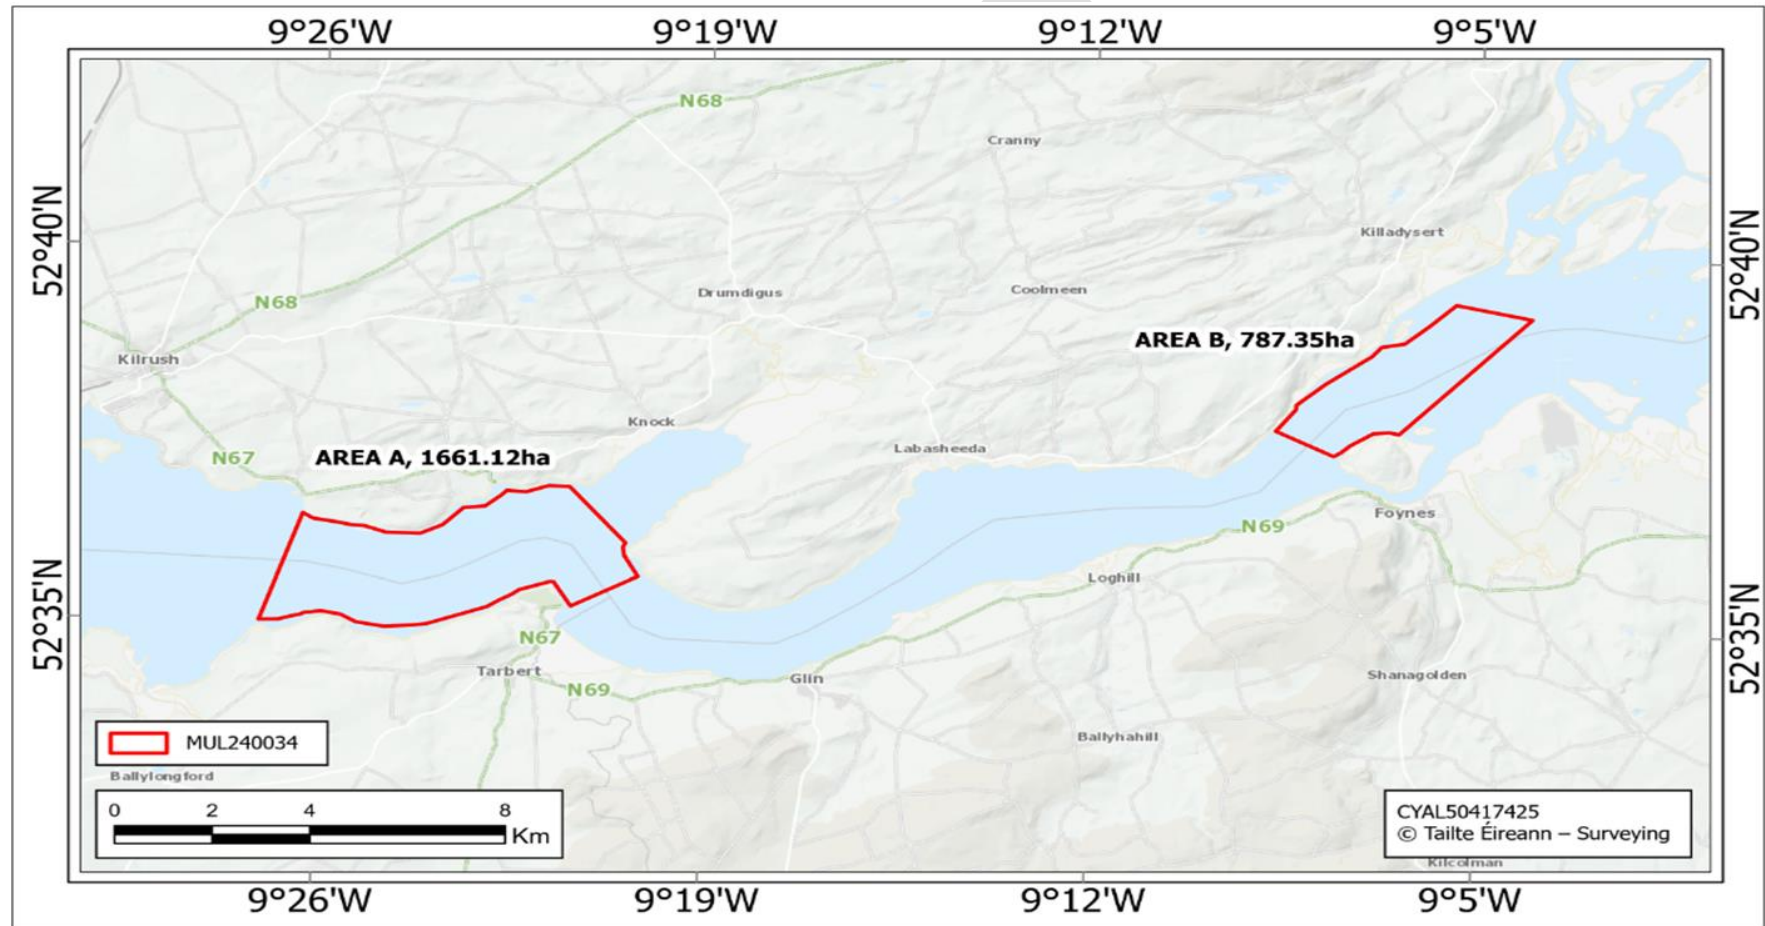 9°26'W
9°19'W
9°12'W
9°5'W
N68
Cranny
52°40'N
Killadysert
52°40'N
Drumdigus
Coolmeen
N68
AREA B, 787.35ha
Kilrush
Knock
Labasheeda
AREA A, 1661.12ha
N67
Foynes
N69
Loghill
52°35'N
52°35'N
N67
Tarbert
Glin
Shanagolden
N69
MUL240034
Ballyhahill
Ballylongford
0 2 4 8
Km
CYAL50417425
© Tailte Éireann – Surveying
Kilcolman
9°26'W
9°19'W
9°12'W
9°5'W